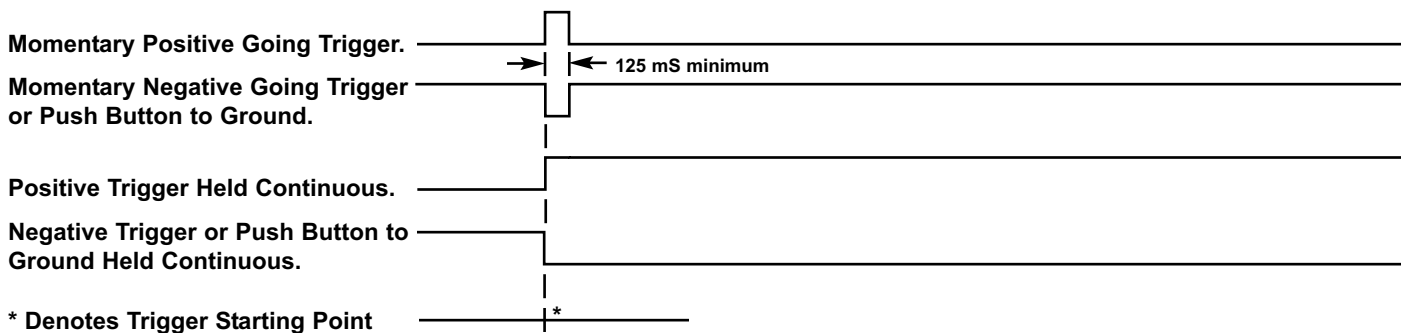 Momentary Positive Going Trigger.
125 mS minimum
Momentary Negative Going Trigger
or Push Button to Ground.
Positive Trigger Held Continuous.
Negative Trigger or Push Button to
Ground Held Continuous.
*
* Denotes Trigger Starting Point